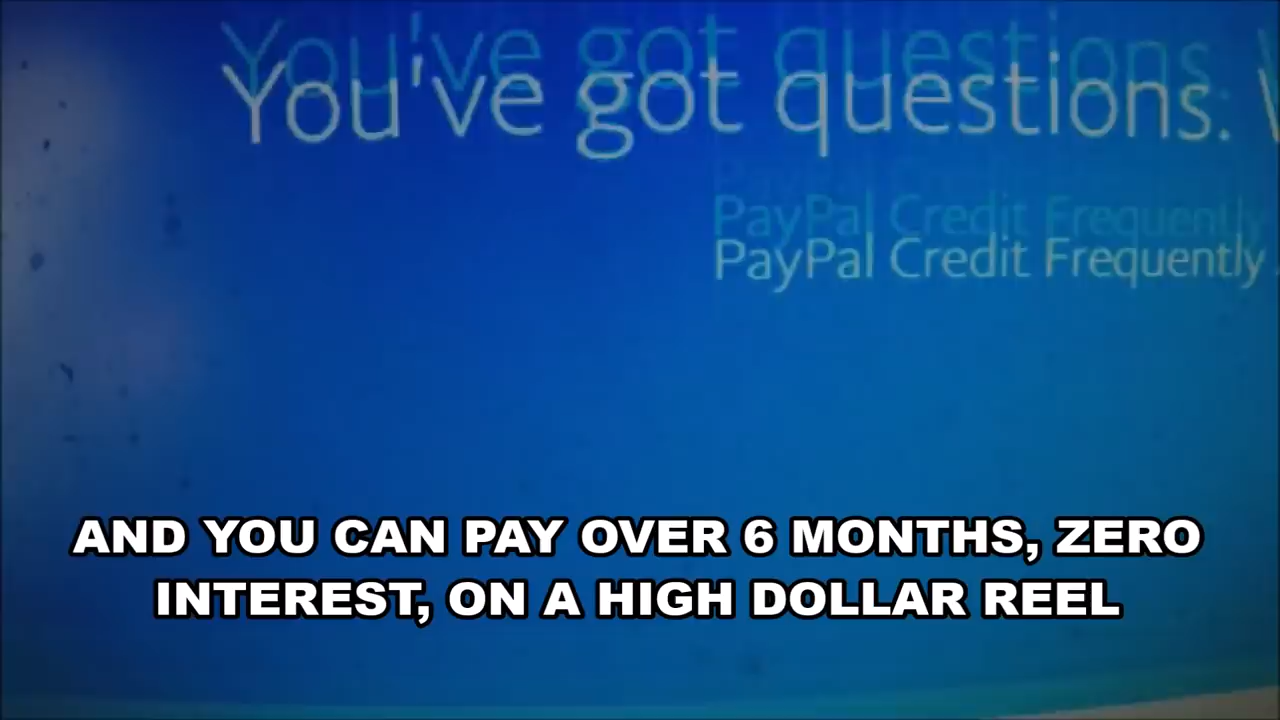 You've got questions.
PayPal Credit Frequently
AND YOU CAN PAY OVER 6 MONTHS, ZERO
INTEREST, ON A HIGH DOLLAR REEL